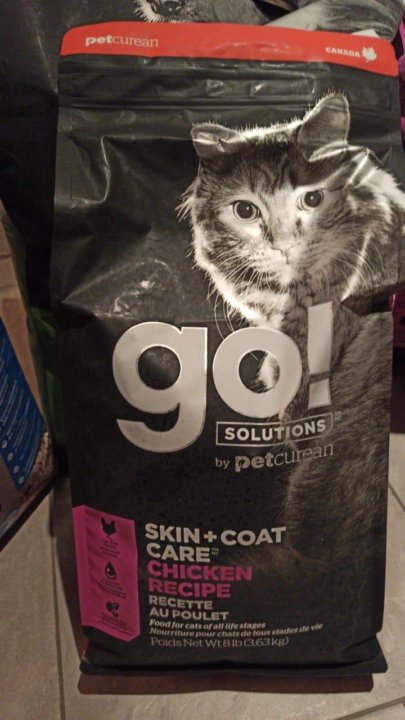 petcurean
CANADA
go!
SOLUTIONS
by petcurean
SKIN + COAT
CARE
CHICKEN
RECIPE
RECETTE
AU POULET
Food for cats of all life stages
Nourriture pour chats de tous stades de vie
Poids Net Wt 8 lb (3,63 kg)